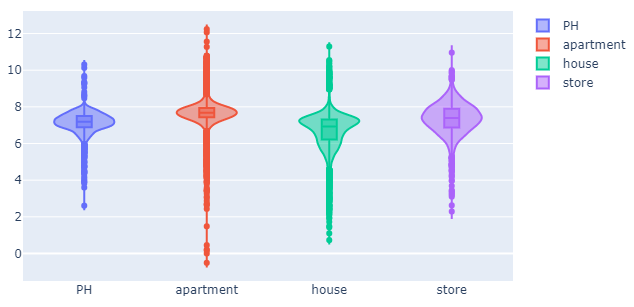 12
10
8
6
4
2
0
PH
apartment
house
store
PH
apartment
house
store